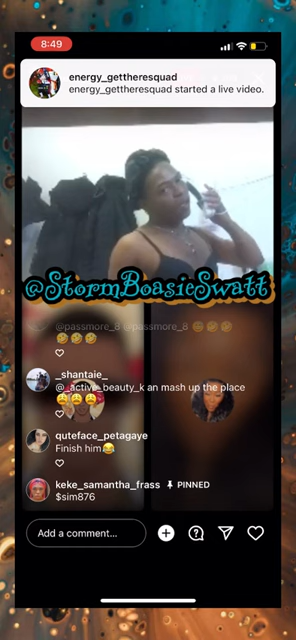 8:49
energy_gettheresquad
energy_gettheresquad started a live video.
@StormBoasieSwatt
@passmore_8 @passmore_8 😂🤣🤣
🤣🤣🤣
_shantaie_
@_active_beauty_k an mash up the place
😩😩😩
quteface_petagaye
Finish him😂
keke_samantha_frass PINNED
$sim876
Add a comment...